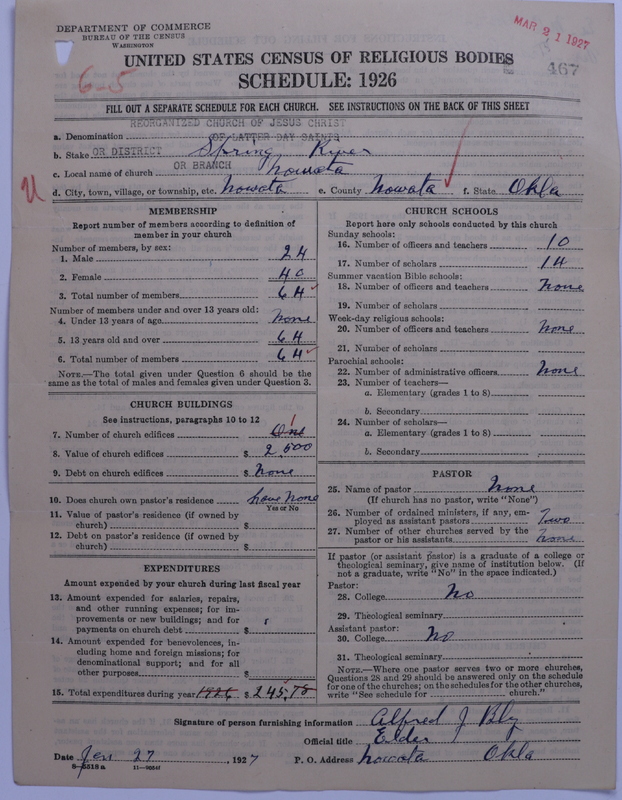 DEPARTMENT OF COMMERCE
BUREAU OF THE CENSUS
WASHINGTON
MAR 21 1927
UNITED STATES CENSUS OF RELIGIOUS BODIES
467
6-5
SCHEDULE: 1926
FILL OUT A SEPARATE SCHEDULE FOR EACH CHURCH. SEE INSTRUCTIONS ON THE BACK OF THIS SHEET
REORGANIZED CHURCH OF JESUS CHRIST
a. Denomination OF LATTER DAY SAINTS
b. Stake OR DISTRICT Spring River
c. Local name of church OR BRANCH Nowata
d. City, town, village, or township, etc. Nowata e. County Nowata f. State Okla
MEMBERSHIP
Report number of members according to definition of
member in your church
Number of members, by sex:
1. Male 24
2. Female 40
3. Total number of members 64
Number of members under and over 13 years old:
4. Under 13 years of age none
5. 13 years old and over 64
6. Total number of members 64
NOTE.—The total given under Question 6 should be the
same as the total of males and females given under Question 3.
CHURCH BUILDINGS
See instructions, paragraphs 10 to 12
7. Number of church edifices One 1
8. Value of church edifices $ 2,500
9. Debt on church edifices $ None
10. Does church own pastor's residence have none
Yes or No
11. Value of pastor's residence (if owned by
church) $
12. Debt on pastor's residence (if owned by
church) $
EXPENDITURES
Amount expended by your church during last fiscal year
13. Amount expended for salaries, repairs,
and other running expenses; for im-
provements or new buildings; and for
payments on church debt $
14. Amount expended for benevolences, in-
cluding home and foreign missions; for
denominational support; and for all
other purposes $
15. Total expenditures during year 1926 $ 245.75
CHURCH SCHOOLS
Report here only schools conducted by this church
Sunday schools:
16. Number of officers and teachers 10
17. Number of scholars 14
Summer vacation Bible schools:
18. Number of officers and teachers none
19. Number of scholars
Week-day religious schools:
20. Number of officers and teachers none
21. Number of scholars
Parochial schools:
22. Number of administrative officers none
23. Number of teachers—
a. Elementary (grades 1 to 8)
b. Secondary
24. Number of scholars—
a. Elementary (grades 1 to 8)
b. Secondary
PASTOR
25. Name of pastor none
(If church has no pastor, write "None")
26. Number of ordained ministers, if any, em-
ployed as assistant pastors Two
27. Number of other churches served by the
pastor or his assistants none
If pastor (or assistant pastor) is a graduate of a college or
theological seminary, give name of institution below. (If
not a graduate, write "No" in the space indicated.)
Pastor:
28. College No
29. Theological seminary
Assistant pastor:
30. College No
31. Theological seminary
NOTE.—Where one pastor serves two or more churches,
Questions 28 and 29 should be answered only on the schedule
for one of the churches; on the schedules for the other churches,
write "See schedule for church."
Signature of person furnishing information Alfred J Bly
Official title Elder
Date Jan 27, 1927 P. O. Address Nowata Okla
8-5318a 11-9036f